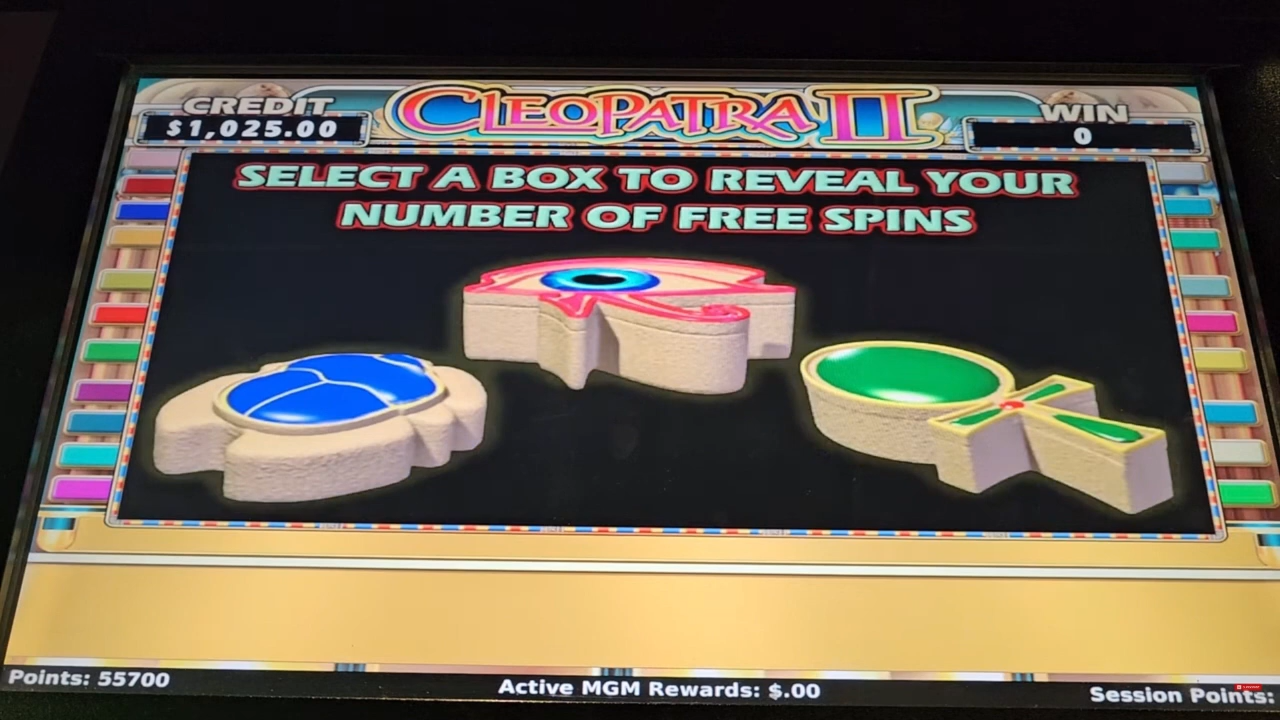 CREDIT
$1,025.00
CLEOPATRA II
WIN
0
SELECT A BOX TO REVEAL YOUR
NUMBER OF FREE SPINS
Points: 55700
Active MGM Rewards: $.00
Session Points: